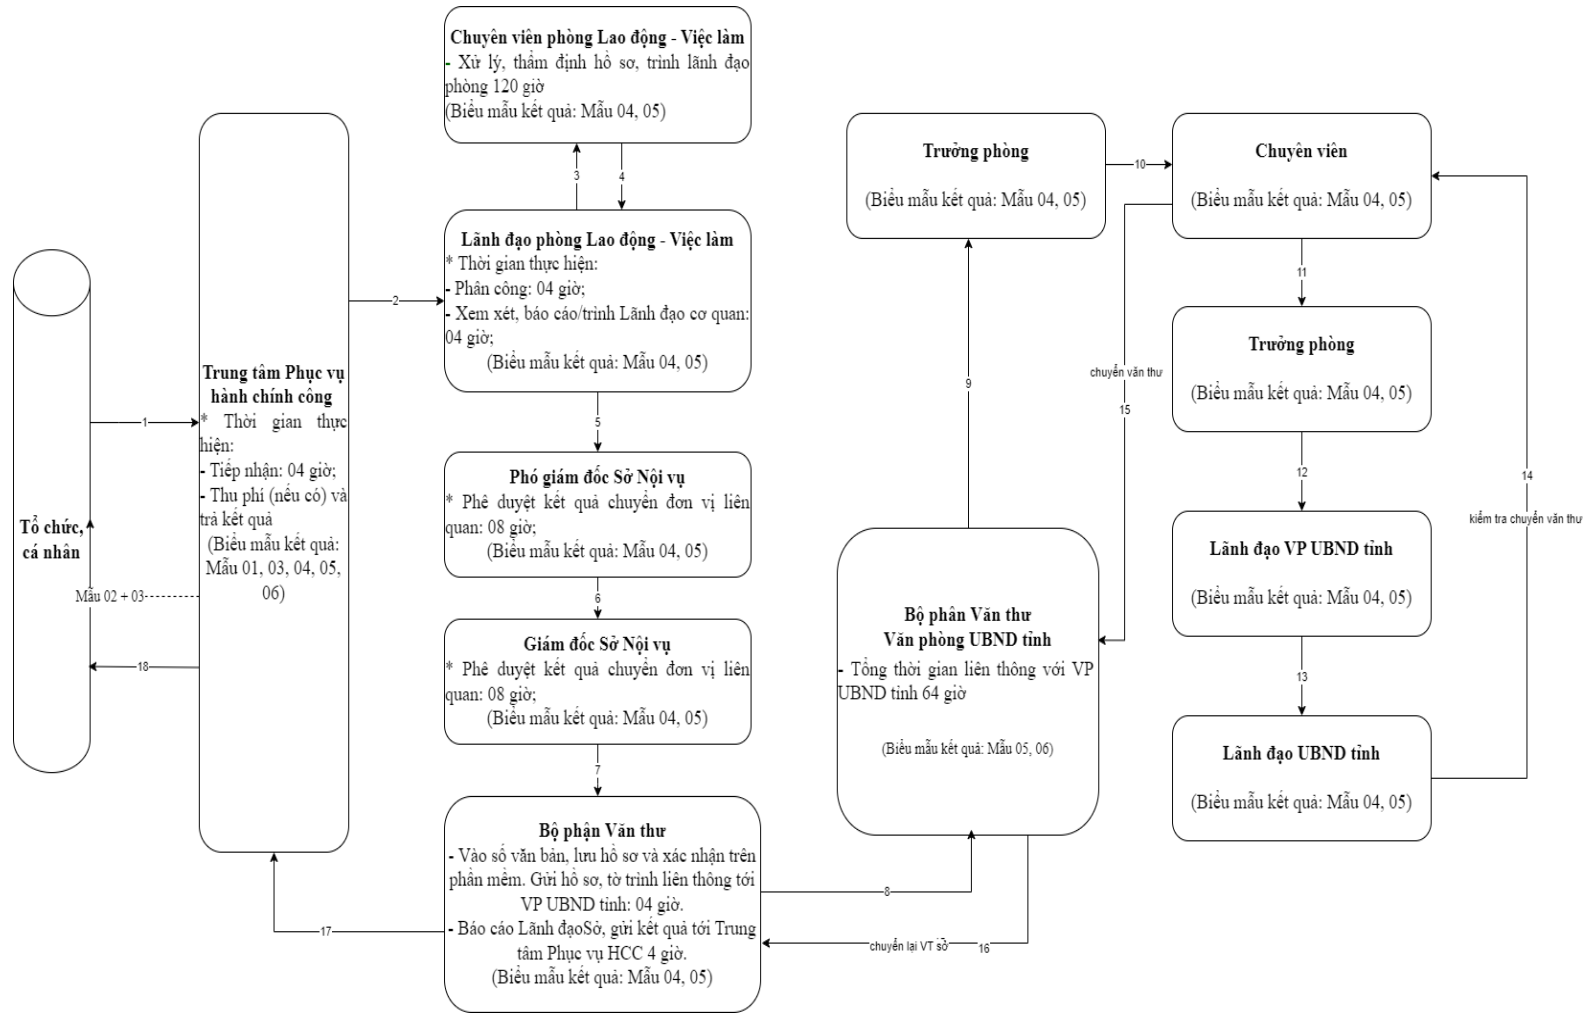 Tổ chức,
cá nhân
1
Mẫu 02 + 03
18
Trung tâm Phục vụ
hành chính công
* Thời gian thực
hiện:
- Tiếp nhận: 04 giờ;
- Thu phí (nếu có) và
trả kết quả
(Biểu mẫu kết quả:
Mẫu 01, 03, 04, 05,
06)
2
17
Chuyên viên phòng Lao động - Việc làm
- Xử lý, thẩm định hồ sơ, trình lãnh đạo
phòng 120 giờ
(Biểu mẫu kết quả: Mẫu 04, 05)
3
4
Lãnh đạo phòng Lao động - Việc làm
* Thời gian thực hiện:
- Phân công: 04 giờ;
- Xem xét, báo cáo/trình Lãnh đạo cơ quan:
04 giờ;
(Biểu mẫu kết quả: Mẫu 04, 05)
5
Phó giám đốc Sở Nội vụ
* Phê duyệt kết quả chuyển đơn vị liên
quan: 08 giờ;
(Biểu mẫu kết quả: Mẫu 04, 05)
6
Giám đốc Sở Nội vụ
* Phê duyệt kết quả chuyển đơn vị liên
quan: 08 giờ;
(Biểu mẫu kết quả: Mẫu 04, 05)
7
Bộ phận Văn thư
- Vào sổ văn bản, lưu hồ sơ và xác nhận trên
phần mềm. Gửi hồ sơ, tờ trình liên thông tới
VP UBND tỉnh: 04 giờ.
- Báo cáo Lãnh đạoSở, gửi kết quả tới Trung
tâm Phục vụ HCC 4 giờ.
(Biểu mẫu kết quả: Mẫu 04, 05)
8
chuyển lại VT sở
16
Bộ phân Văn thư
Văn phòng UBND tỉnh
- Tổng thời gian liên thông với VP
UBND tỉnh 64 giờ
(Biểu mẫu kết quả: Mẫu 05, 06)
9
Trưởng phòng
(Biểu mẫu kết quả: Mẫu 04, 05)
10
Chuyên viên
(Biểu mẫu kết quả: Mẫu 04, 05)
chuyển văn thư
15
11
Trưởng phòng
(Biểu mẫu kết quả: Mẫu 04, 05)
12
Lãnh đạo VP UBND tỉnh
(Biểu mẫu kết quả: Mẫu 04, 05)
13
Lãnh đạo UBND tỉnh
(Biểu mẫu kết quả: Mẫu 04, 05)
14
kiểm tra chuyển văn thư